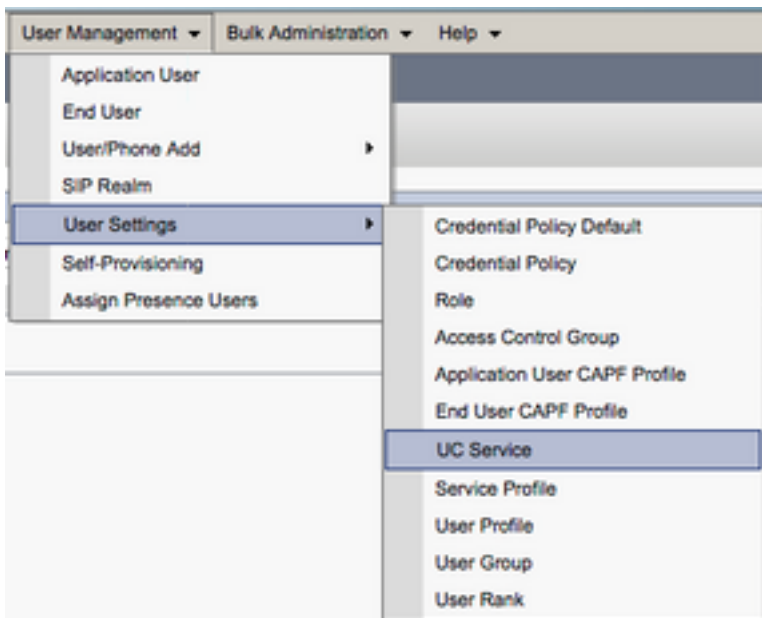 User Management Bulk Administration Help
Application User
End User
User/Phone Add
SIP Realm
User Settings
Self-Provisioning
Assign Presence Users
Credential Policy Default
Credential Policy
Role
Access Control Group
Application User CAPF Profile
End User CAPF Profile
UC Service
Service Profile
User Profile
User Group
User Rank